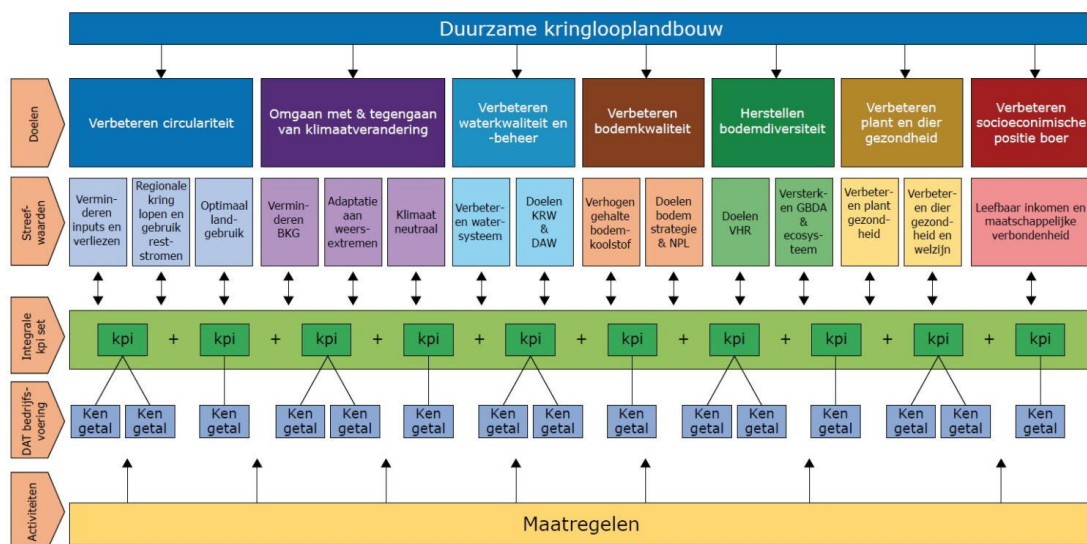 Duurzame kringlooplandbouw
Doelen
Verbeteren circulariteit
Omgaan met & tegengaan
van klimaatverandering
Verbeteren
waterkwaliteit en
-beheer
Verbeteren
bodemkwaliteit
Herstellen
bodemdiversiteit
Verbeteren
plant en dier
gezondheid
Verbeteren
socioeconimische
positie boer
Streef-
waarden
Vermin-
deren
inputs en
verliezen
Regionale
kring
lopen en
gebruik
rest-
stromen
Optimaal
land-
gebruik
Vermin-
deren
BKG
Adaptatie
aan
weers-
extremen
Klimaat
neutraal
Verbeter-
en water-
systeem
Doelen
KRW
&
DAW
Verhogen
gehalte
bodem-
koolstof
Doelen
bodem
strategie
& NPL
Doelen
VHR
Versterk-
en GBDA
&
ecosys-
teem
Verbeter-
en plant
gezond-
heid
Verbeter-
en dier
gezond-
heid en
welzijn
Leefbaar inkomen en
maatschappelijke
verbondenheid
Integrale
kpi set
kpi + kpi + kpi + kpi + kpi + kpi + kpi + kpi + kpi + kpi
DAT bedrijfs-
voering
Ken
getal
Ken
getal
Ken
getal
Ken
getal
Ken
getal
Ken
getal
Ken
getal
Ken
getal
Ken
getal
Ken
getal
Ken
getal
Ken
getal
Ken
getal
Ken
getal
Ken
getal
Activiteiten
Maatregelen